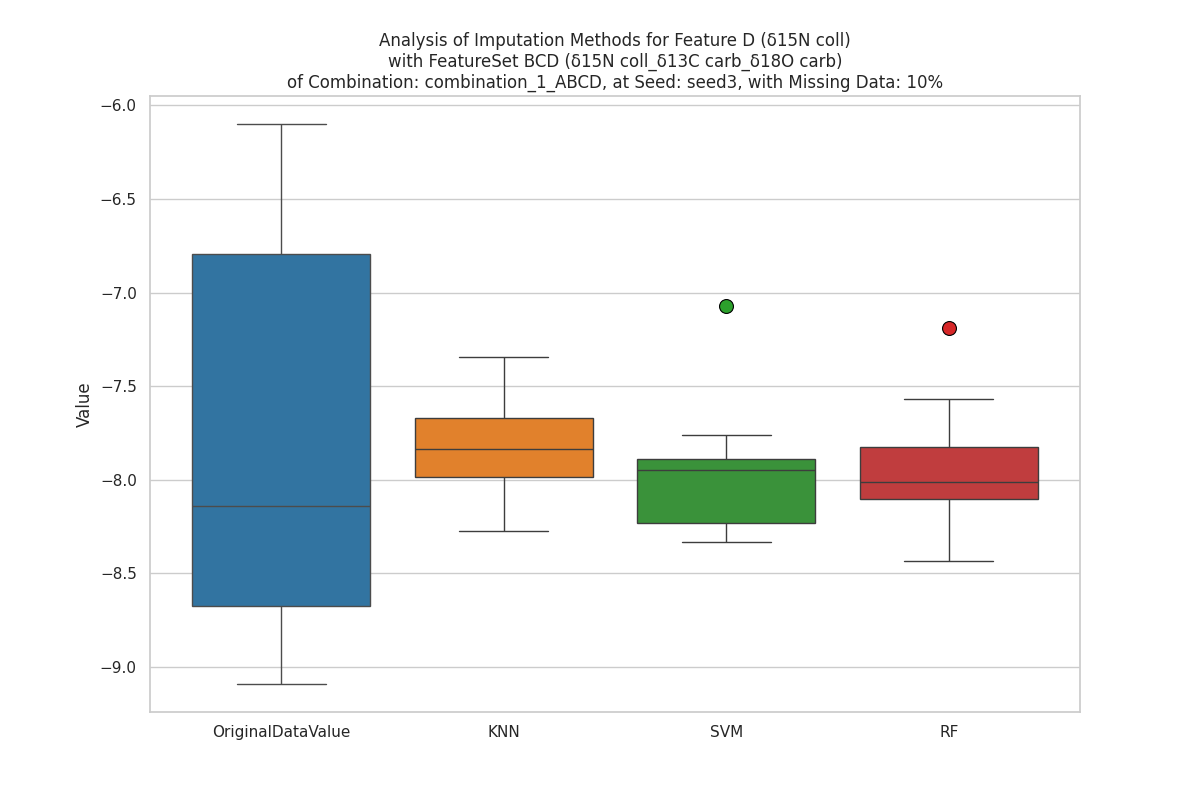 Analysis of Imputation Methods for Feature D (δ15N coll)
with FeatureSet BCD (δ15N coll_δ13C carb_δ18O carb)
of Combination: combination_1_ABCD, at Seed: seed3, with Missing Data: 10%
Value
−6.0
−6.5
−7.0
−7.5
−8.0
−8.5
−9.0
OriginalDataValue
KNN
SVM
RF